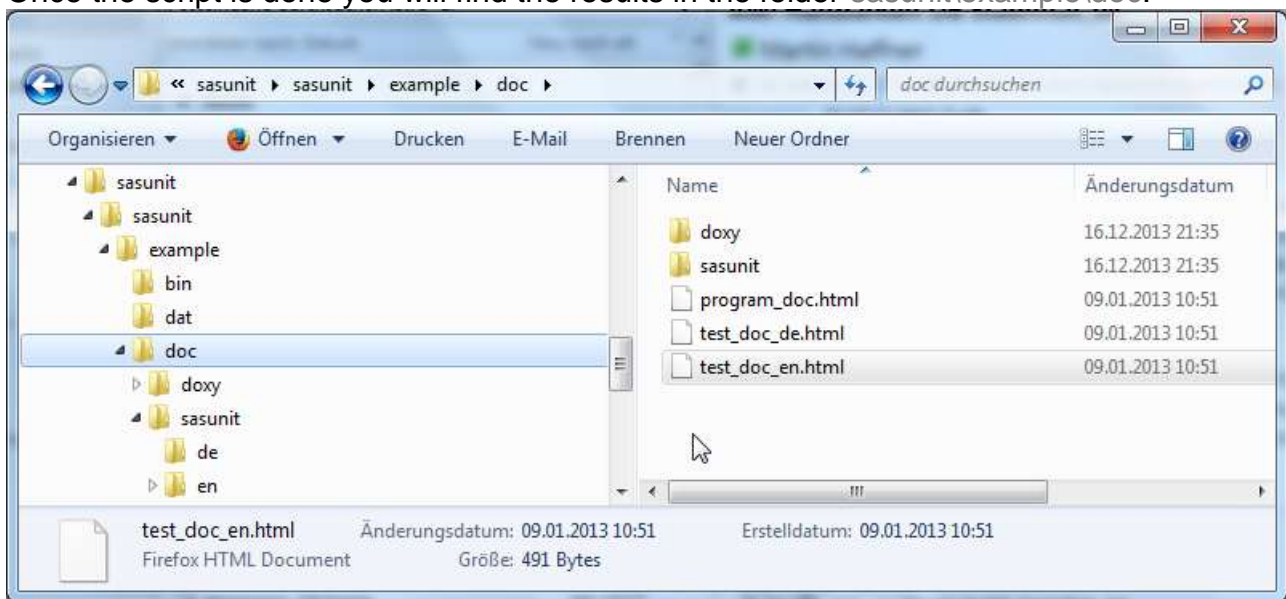 Once the script is done you will find the results in the folder sasunit\example\doc.
« sasunit example doc
doc durchsuchen
Organisieren Öffnen Drucken E-Mail Brennen Neuer Ordner
sasunit
sasunit
example
bin
dat
doc
doxy
sasunit
de
en
Name Änderungsdatum
doxy 16.12.2013 21:35
sasunit 16.12.2013 21:35
program_doc.html 09.01.2013 10:51
test_doc_de.html 09.01.2013 10:51
test_doc_en.html 09.01.2013 10:51
test_doc_en.html Änderungsdatum: 09.01.2013 10:51 Erstelldatum: 09.01.2013 10:51
Firefox HTML Document Größe: 491 Bytes